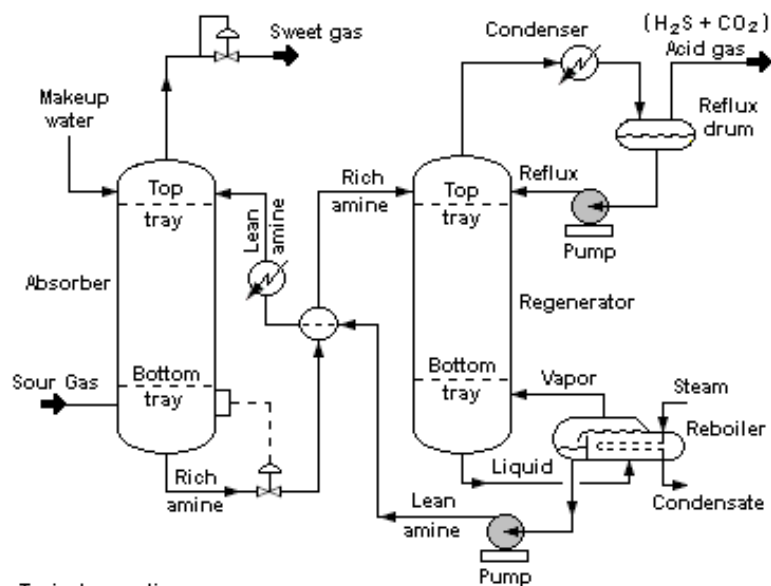 Sweet gas
Condenser
(H₂S + CO₂)
Acid gas
Makeup
water
Reflux
drum
Top
tray
Lean
amine
Rich
amine
Top
tray
Reflux
Pump
Absorber
Regenerator
Sour Gas
Bottom
tray
Bottom
tray
Vapor
Steam
Reboiler
Rich
amine
Liquid
Condensate
Lean
amine
Pump